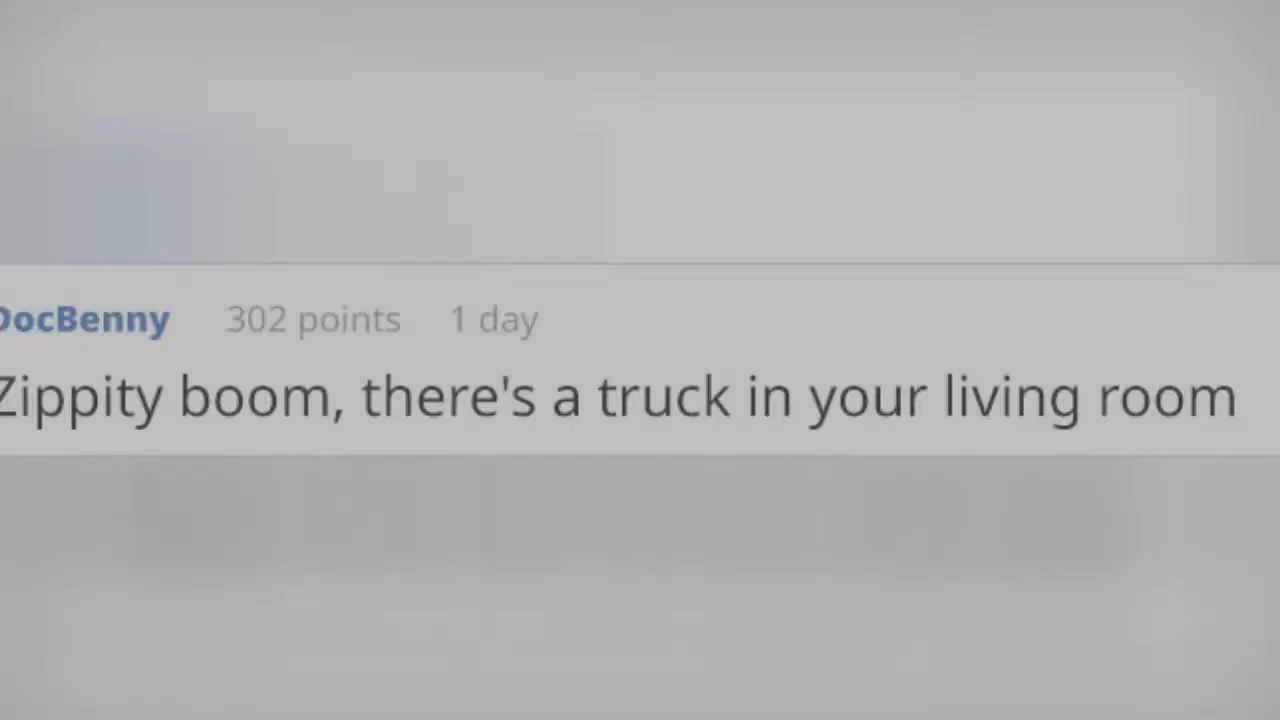 DocBenny 302 points 1 day
Zippity boom, there's a truck in your living room